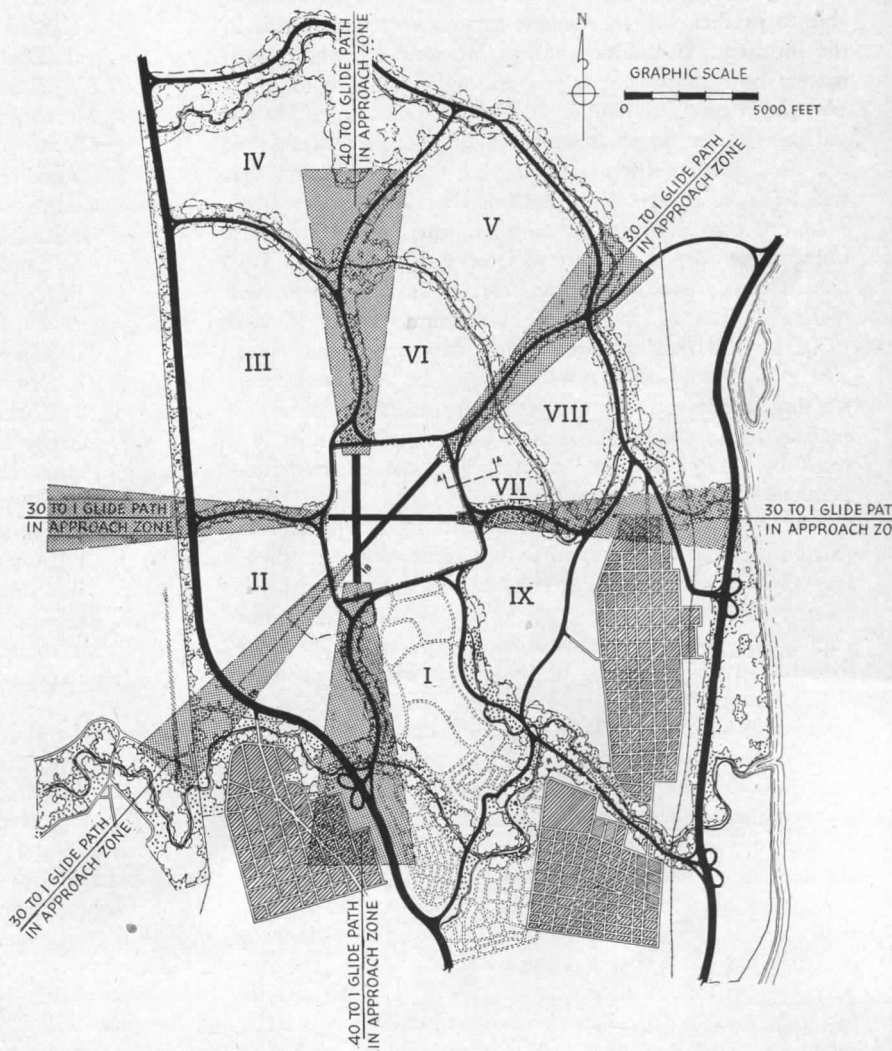 40 TO 1 GLIDE PATH
IN APPROACH ZONE
N
GRAPHIC SCALE
0 5000 FEET
IV
V
30 TO 1 GLIDE PATH
IN APPROACH ZONE
III
VI
VIII
A A
VII
30 TO 1 GLIDE PATH
IN APPROACH ZONE
30 TO 1 GLIDE PAT
IN APPROACH ZO
B
II
IX
I
30 TO 1 GLIDE PATH
IN APPROACH ZONE
40 TO 1 GLIDE PATH
IN APPROACH ZONE